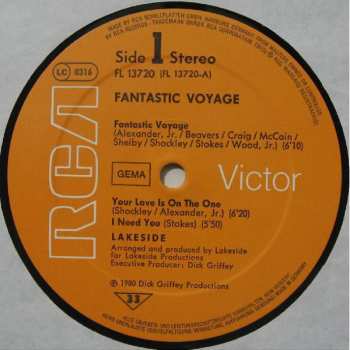 Side 1 Stereo
FL 13720 (FL 13720-A)
LC 0316
FANTASTIC VOYAGE
Fantastic Voyage
(Alexander, Jr./Beavers/Craig/McCain/
Shelby/Shockley/Stokes/Wood, Jr.) (6'10)
GEMA
RCA
Victor
Your Love Is On The One
(Shockley/Alexander, Jr.) (6'20)
I Need You (Stokes) (5'50)
LAKESIDE
Arranged and produced by Lakeside
for Lakeside Productions
Executive Producer: Dick Griffey
℗ 1980 Dick Griffey Productions
33